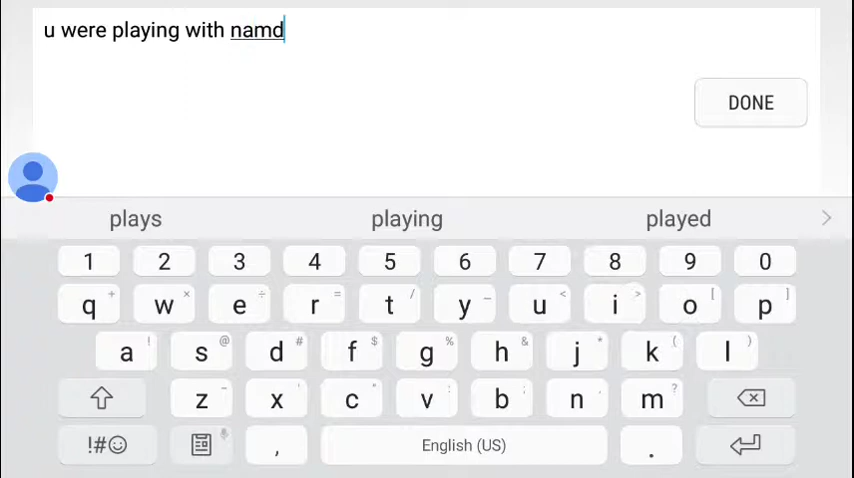 u were playing with namd
DONE
plays playing played
1 2 3 4 5 6 7 8 9 0
q + w × e ÷ r = t / y _ u < i > o [ p ]
a ! s @ d # f $ g % h & j * k ( l )
z - x ' c " v : b ; n , m ?
!#☺ , English (US) .